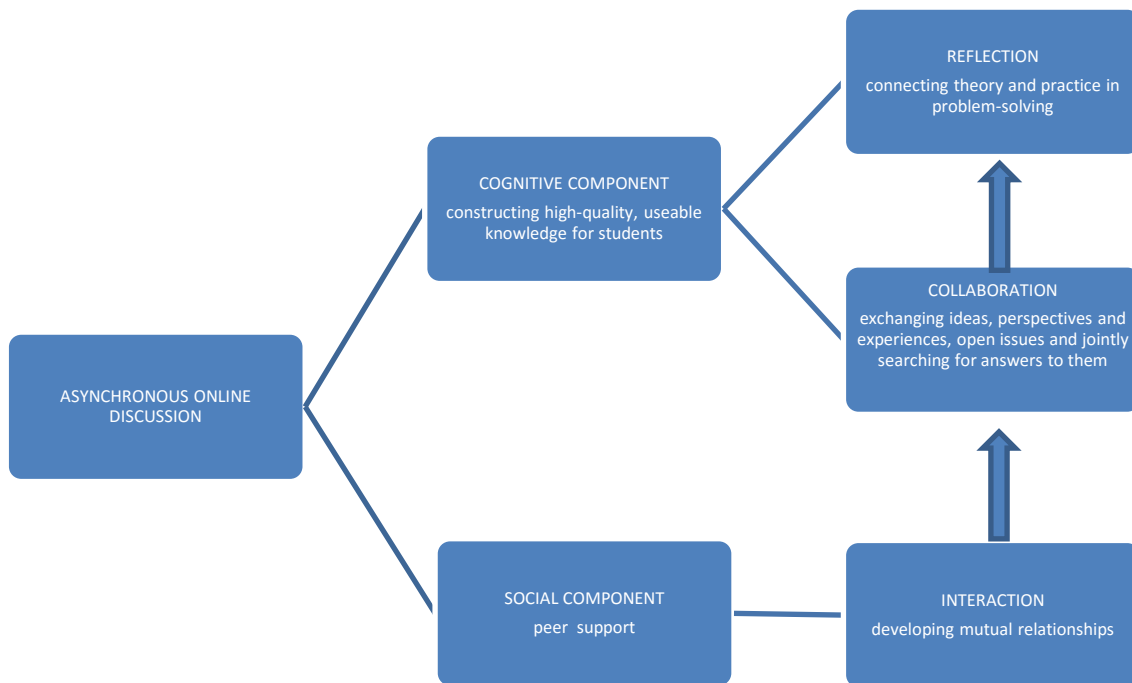 REFLECTION
connecting theory and practice in
problem-solving
COGNITIVE COMPONENT
constructing high-quality, useable
knowledge for students
COLLABORATION
exchanging ideas, perspectives and
experiences, open issues and jointly
searching for answers to them
ASYNCHRONOUS ONLINE
DISCUSSION
SOCIAL COMPONENT
peer support
INTERACTION
developing mutual relationships